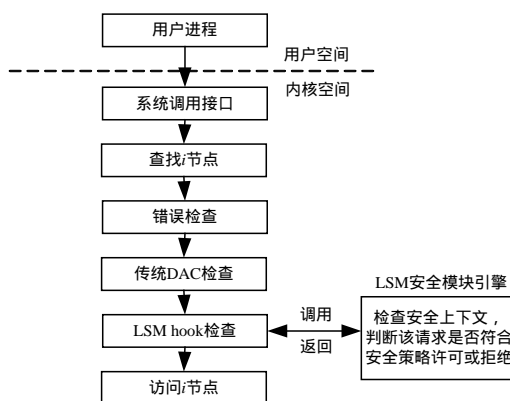 用户进程
用户空间
内核空间
系统调用接口
查找i节点
错误检查
传统DAC检查
LSM安全模块引擎
LSM hook检查
调用
返回
检查安全上下文，
判断该请求是否符合
安全策略许可或拒绝
访问i节点